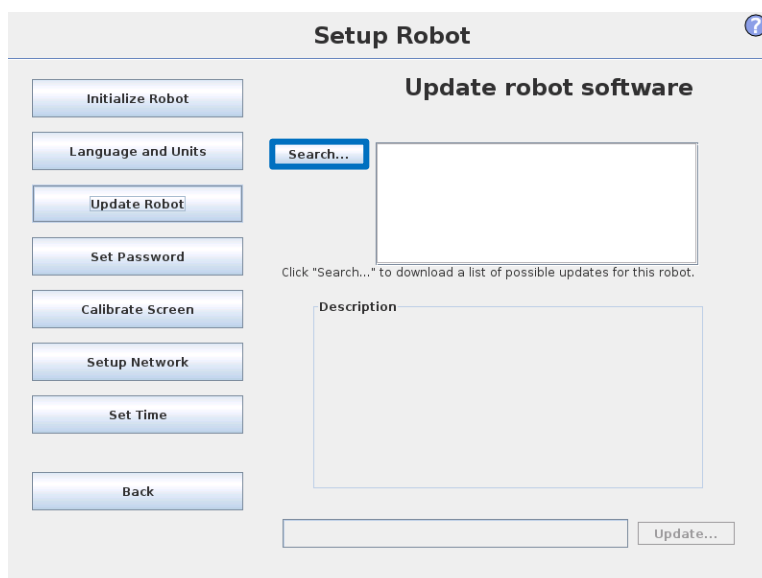 Setup Robot
?
Initialize Robot
Language and Units
Update Robot
Set Password
Calibrate Screen
Setup Network
Set Time
Back
Update robot software
Search...
Click "Search..." to download a list of possible updates for this robot.
Description
Update...